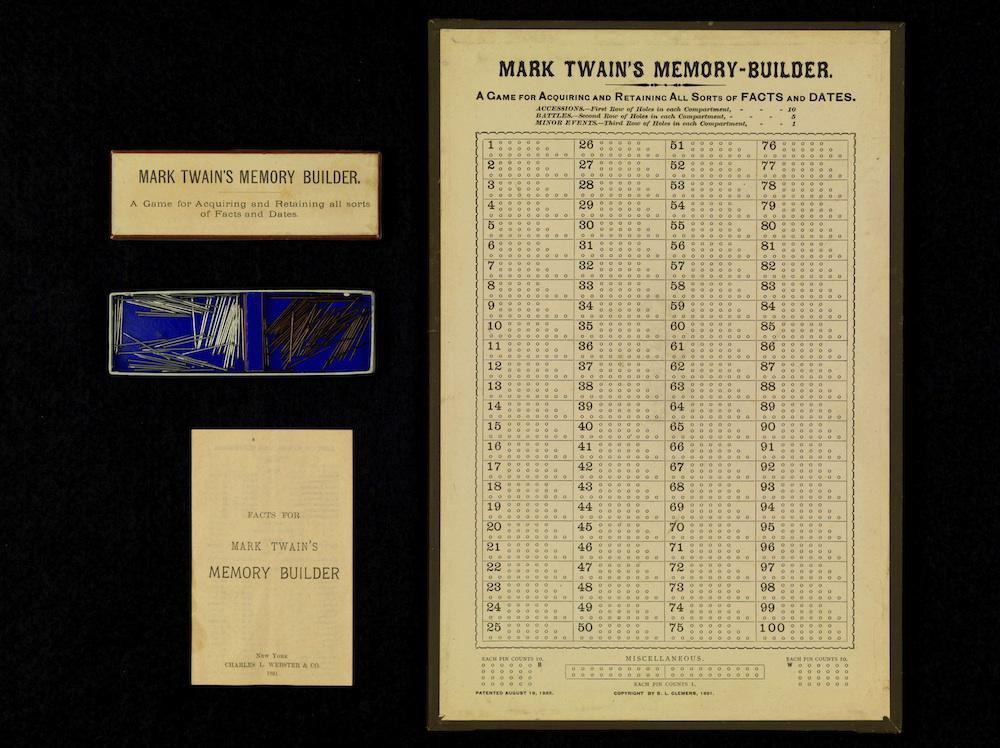 MARK TWAIN'S MEMORY BUILDER.
A Game for Acquiring and Retaining all sorts
of Facts and Dates.
FACTS FOR
MARK TWAIN'S
MEMORY BUILDER
New York
CHARLES L. WEBSTER & CO.
1891
MARK TWAIN'S MEMORY-BUILDER.
A GAME FOR ACQUIRING AND RETAINING ALL SORTS OF FACTS AND DATES.
ACCESSIONS.—First Row of Holes in each Compartment, - - - 10
BATTLES.—Second Row of Holes in each Compartment, - - - 5
MINOR EVENTS.—Third Row of Holes in each Compartment, - - - 1
1 26 51 76
2 27 52 77
3 28 53 78
4 29 54 79
5 30 55 80
6 31 56 81
7 32 57 82
8 33 58 83
9 34 59 84
10 35 60 85
11 36 61 86
12 37 62 87
13 38 63 88
14 39 64 89
15 40 65 90
16 41 66 91
17 42 67 92
18 43 68 93
19 44 69 94
20 45 70 95
21 46 71 96
22 47 72 97
23 48 73 98
24 49 74 99
25 50 75 100
EACH PIN COUNTS 10. MISCELLANEOUS. EACH PIN COUNTS 10.
W
EACH PIN COUNTS 1.
PATENTED AUGUST 18, 1885. COPYRIGHT BY S. L. CLEMENS, 1891.